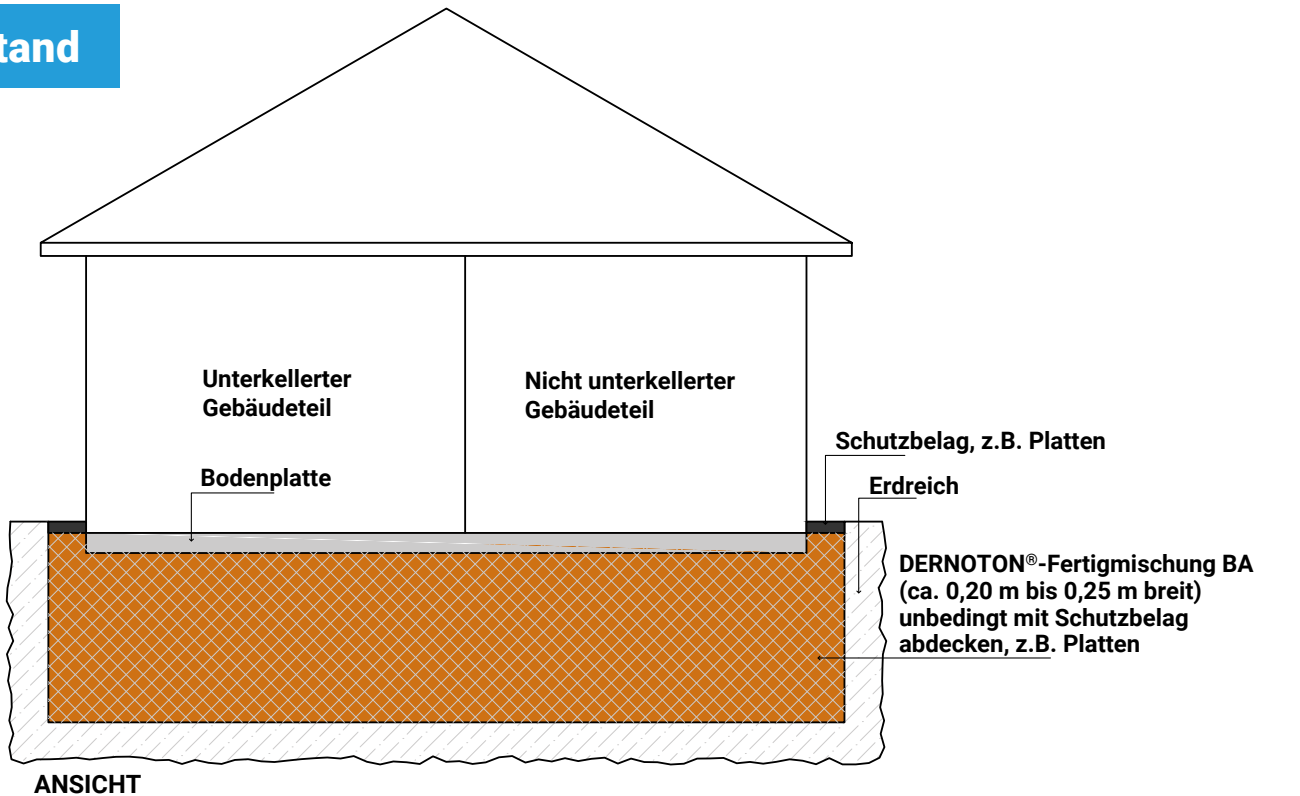 tand
Unterkellerter
Gebäudeteil
Nicht unterkellerter
Gebäudeteil
Schutzbelag, z.B. Platten
Bodenplatte
Erdreich
DERNOTON®-Fertigmischung BA
(ca. 0,20 m bis 0,25 m breit)
unbedingt mit Schutzbelag
abdecken, z.B. Platten
ANSICHT